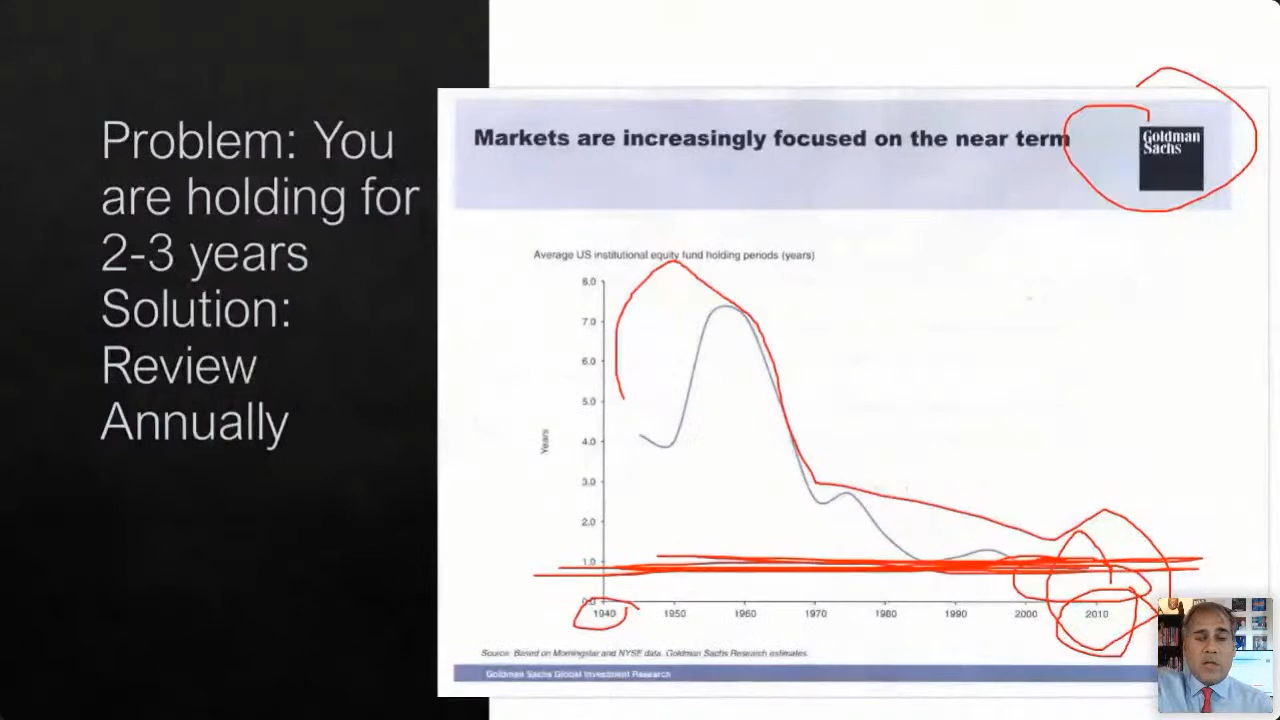 Problem: You
are holding for
2-3 years
Solution:
Review
Annually
Markets are increasingly focused on the near term
Goldman
Sachs
Average US institutional equity fund holding periods (years)
8.0
7.0
6.0
5.0
4.0
3.0
2.0
1.0
0.0
Years
1940 1950 1960 1970 1980 1990 2000 2010
Source: Based on Morningstar and NYSE data. Goldman Sachs Research estimates.
Goldman Sachs Global Investment Research